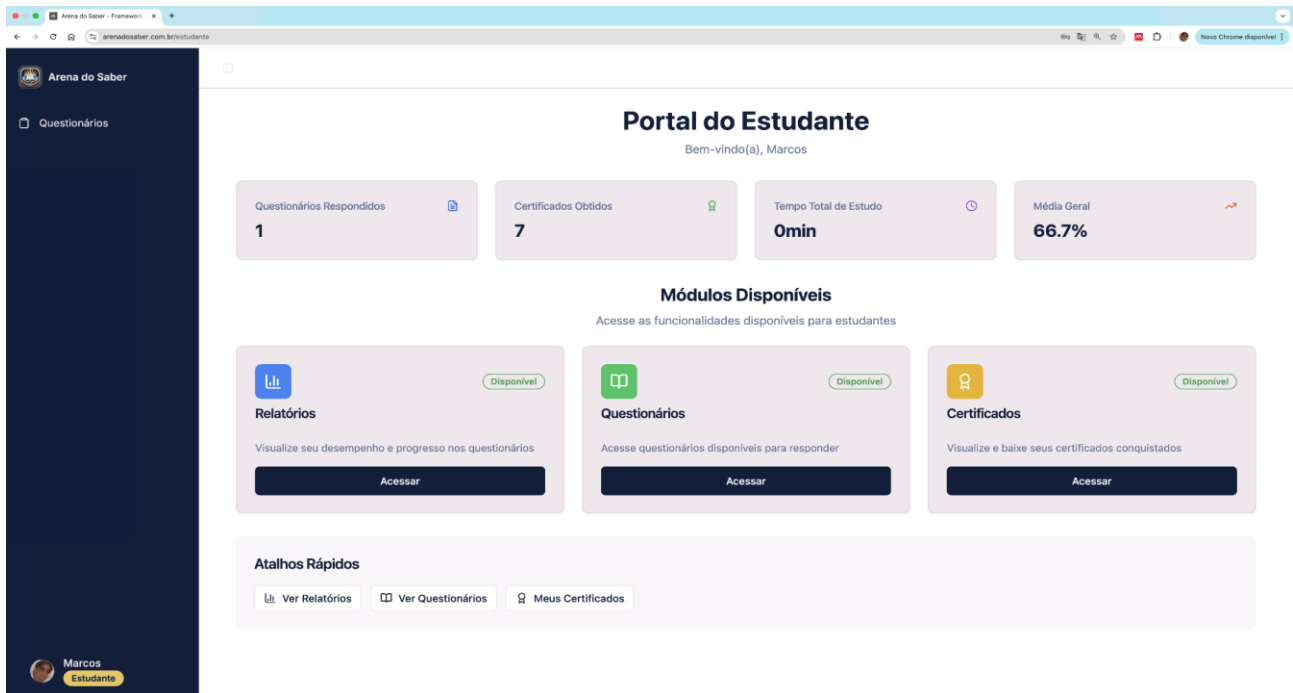 Arena do Saber - Framework
arenadosaber.com.br/estudante
Novo Chrome disponível
Arena do Saber
Questionários
Portal do Estudante
Bem-vindo(a), Marcos
Questionários Respondidos
1
Certificados Obtidos
7
Tempo Total de Estudo
0min
Média Geral
66.7%
Módulos Disponíveis
Acesse as funcionalidades disponíveis para estudantes
Disponível
Relatórios
Visualize seu desempenho e progresso nos questionários
Acessar
Disponível
Questionários
Acesse questionários disponíveis para responder
Acessar
Disponível
Certificados
Visualize e baixe seus certificados conquistados
Acessar
Atalhos Rápidos
Ver Relatórios
Ver Questionários
Meus Certificados
Marcos
Estudante